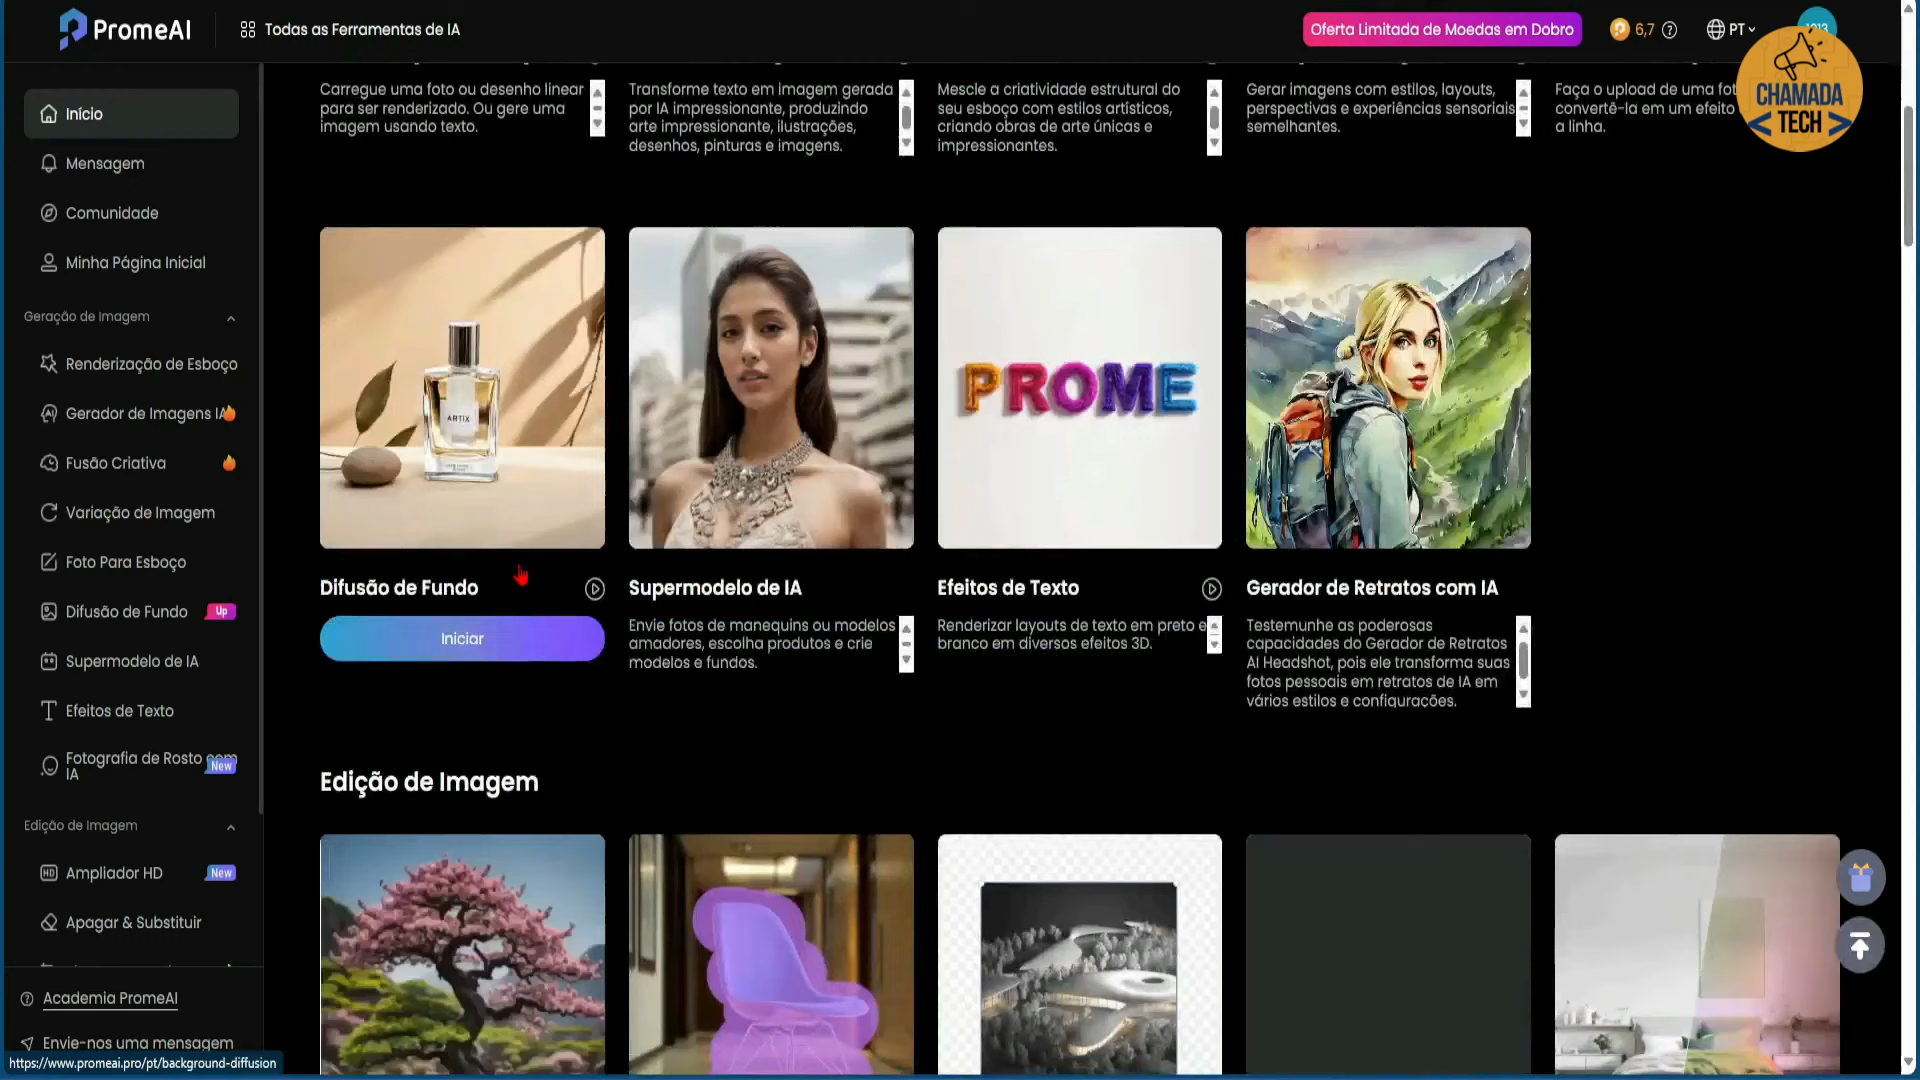 PromeAI
Todas as Ferramentas de IA
Oferta Limitada de Moedas em Dobro
6,7
PT
1013
CHAMADA
<TECH>
Início
Mensagem
Comunidade
Minha Página Inicial
Geração de Imagem
Renderização de Esboço
Gerador de Imagens IA
Fusão Criativa
Variação de Imagem
Foto Para Esboço
Difusão de Fundo
Up
Supermodelo de IA
Efeitos de Texto
Fotografia de Rosto com
IA
New
Edição de Imagem
Ampliador HD
New
Apagar & Substituir
Academia PromeAI
Envie-nos uma mensagem
https://www.promeai.pro/pt/background-diffusion
Carregue uma foto ou desenho linear
para ser renderizado. Ou gere uma
imagem usando texto.
Transforme texto em imagem gerada
por IA impressionante, produzindo
arte impressionante, ilustrações,
desenhos, pinturas e imagens.
Mescle a criatividade estrutural do
seu esboço com estilos artísticos,
criando obras de arte únicas e
impressionantes.
Gerar imagens com estilos, layouts,
perspectivas e experiências sensoriais
semelhantes.
Faça o upload de uma fot
convertê-la em um efeito
a linha.
ARTIX
PROME
Difusão de Fundo
Iniciar
Supermodelo de IA
Envie fotos de manequins ou modelos
amadores, escolha produtos e crie
modelos e fundos.
Efeitos de Texto
Renderizar layouts de texto em preto e
branco em diversos efeitos 3D.
Gerador de Retratos com IA
Testemunhe as poderosas
capacidades do Gerador de Retratos
AI Headshot, pois ele transforma suas
fotos pessoais em retratos de IA em
vários estilos e configurações.
Edição de Imagem